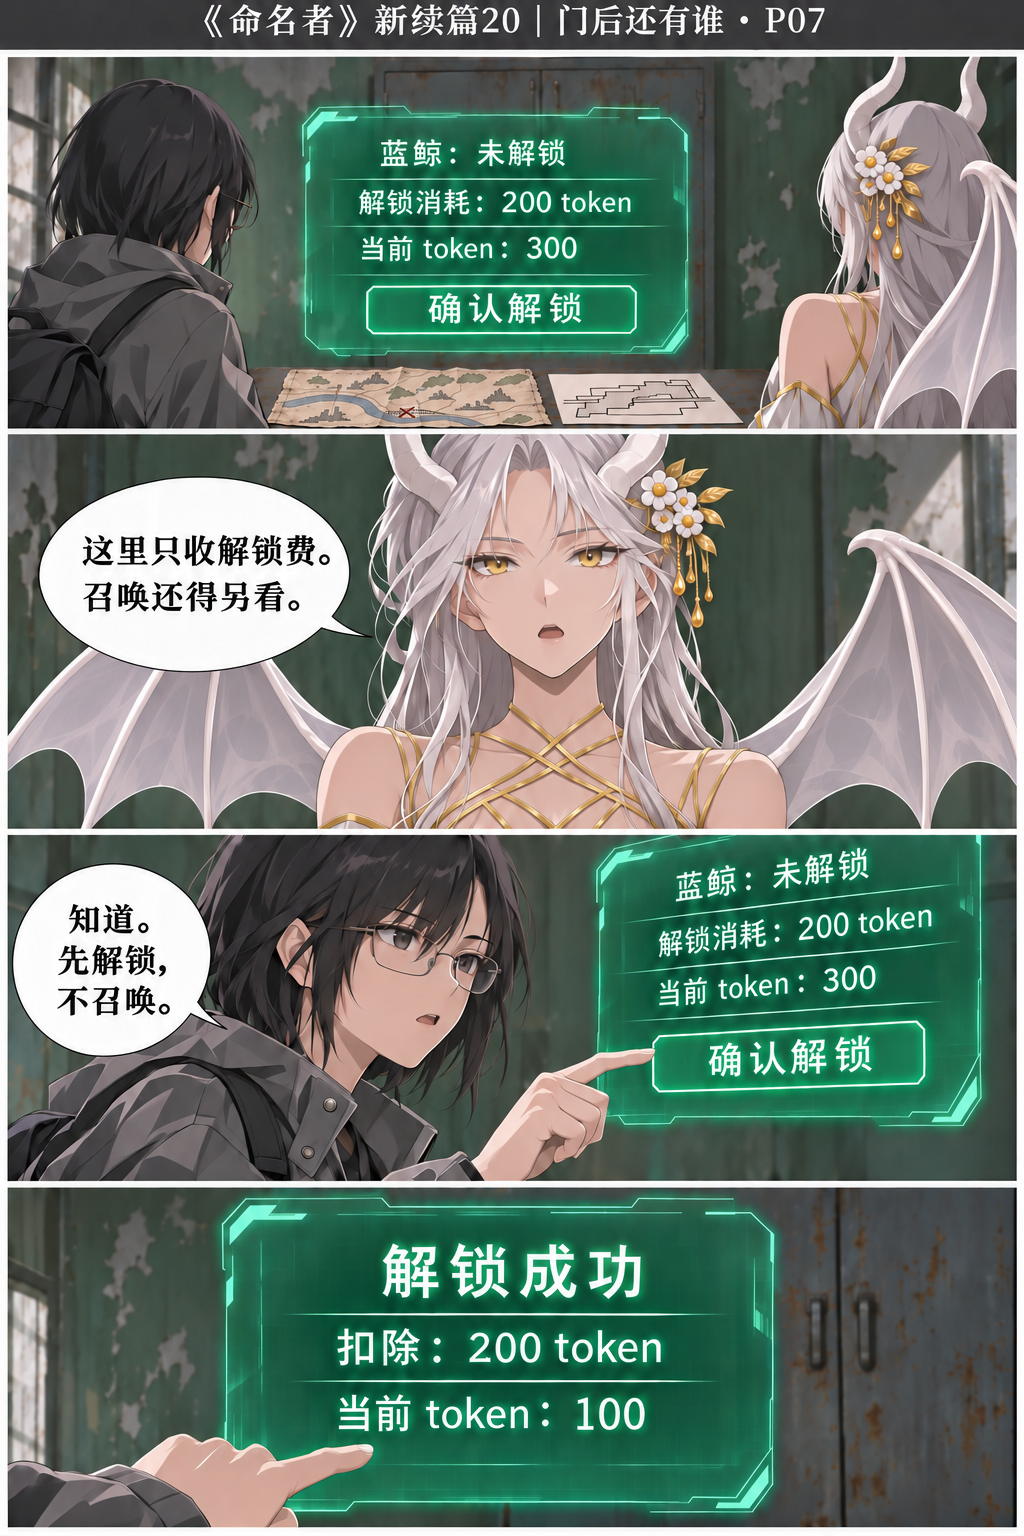 《命名者》新续篇20｜门后还有谁·P07
蓝鲸：未解锁
解锁消耗：200 token
当前 token：300
确认解锁
这里只收解锁费。
召唤还得另看。
知道。
先解锁，
不召唤。
蓝鲸：未解锁
解锁消耗：200 token
当前 token：300
确认解锁
解锁成功
扣除：200 token
当前 token：100